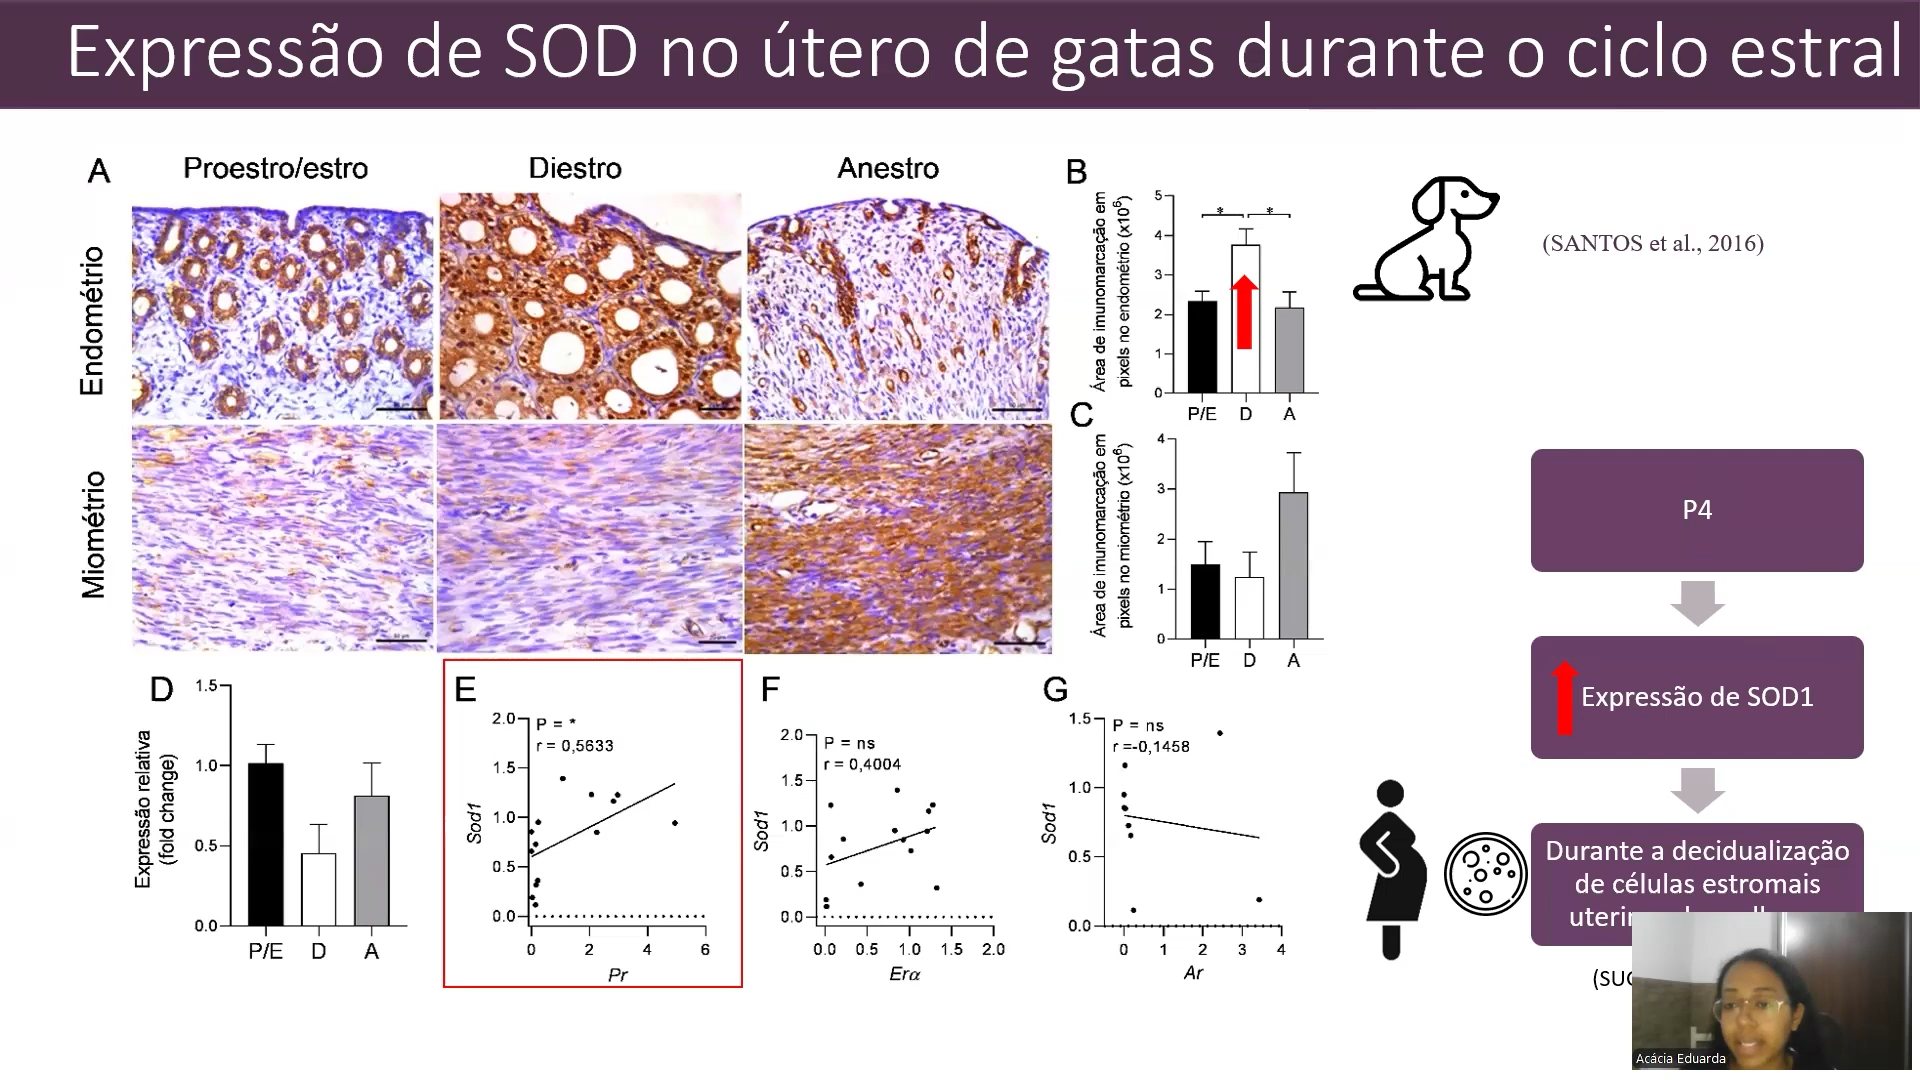 Expressão de SOD no útero de gatas durante o ciclo estral
A
Proestro/estro
Diestro
Anestro
Endométrio
Miométrio
B
Área de imunomarcação em
pixels no endométrio (x10⁶)
5
4
3
2
1
0
* *
P/E D A
(SANTOS et al., 2016)
C
Área de imunomarcação em
pixels no miométrio (x10⁶)
4
3
2
1
0
P/E D A
D
Expressão relativa
(fold change)
1.5
1.0
0.5
0.0
P/E D A
E
P = *
r = 0,5633
Sod1
2.0
1.5
1.0
0.5
0.0
0 2 4 6
Pr
F
P = ns
r = 0,4004
Sod1
2.0
1.5
1.0
0.5
0.0
0.0 0.5 1.0 1.5 2.0
Erα
G
P = ns
r =-0,1458
Sod1
1.5
1.0
0.5
0.0
0 1 2 3 4
Ar
P4
Expressão de SOD1
Durante a decidualização
de células estromais
Acácia Eduarda